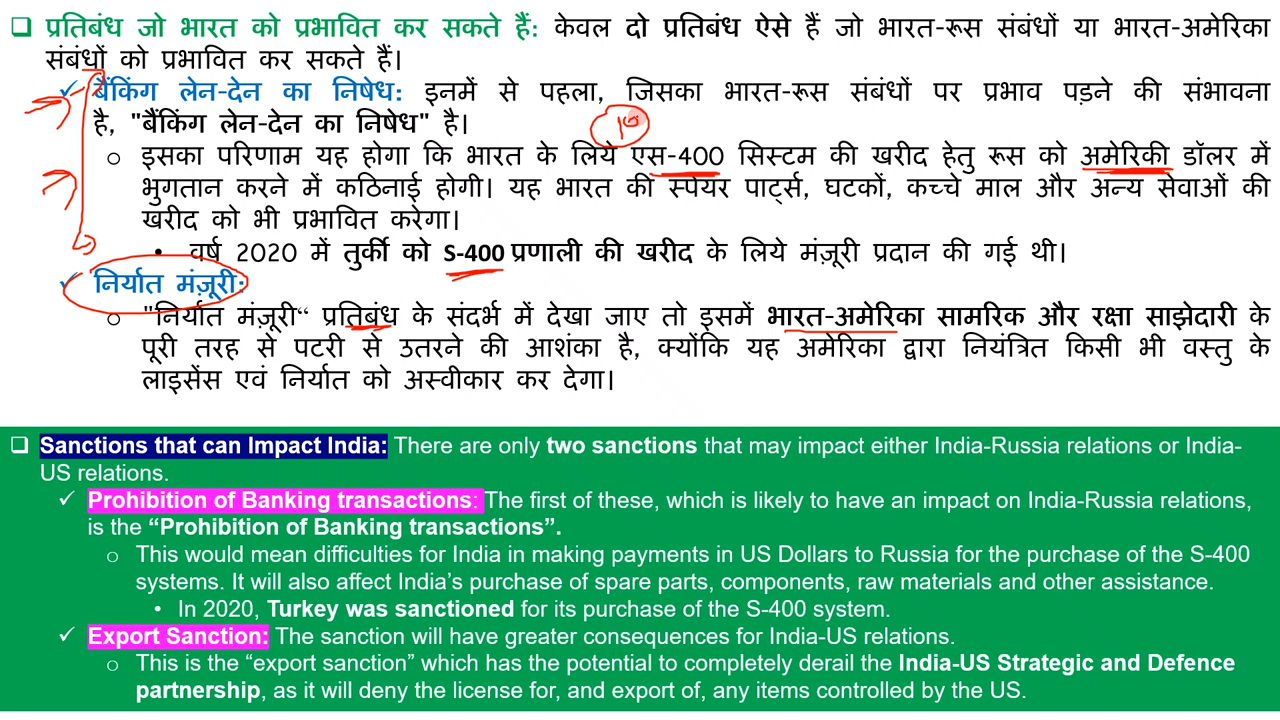 ❑ प्रतिबंध जो भारत को प्रभावित कर सकते हैं: केवल दो प्रतिबंध ऐसे हैं जो भारत-रूस संबंधों या भारत-अमेरिका
संबंधों को प्रभावित कर सकते हैं।
✓ बैंकिंग लेन-देन का निषेध: इनमें से पहला, जिसका भारत-रूस संबंधों पर प्रभाव पड़ने की संभावना
है, "बैंकिंग लेन-देन का निषेध" है।
o इसका परिणाम यह होगा कि भारत के लिये एस-400 सिस्टम की खरीद हेतु रूस को अमेरिकी डॉलर में
भुगतान करने में कठिनाई होगी। यह भारत की स्पेयर पार्ट्स, घटकों, कच्चे माल और अन्य सेवाओं की
खरीद को भी प्रभावित करेगा।
• वर्ष 2020 में तुर्की को S-400 प्रणाली की खरीद के लिये मंज़ूरी प्रदान की गई थी।
✓ निर्यात मंज़ूरी:
o "निर्यात मंज़ूरी“ प्रतिबंध के संदर्भ में देखा जाए तो इसमें भारत-अमेरिका सामरिक और रक्षा साझेदारी के
पूरी तरह से पटरी से उतरने की आशंका है, क्योंकि यह अमेरिका द्वारा नियंत्रित किसी भी वस्तु के
लाइसेंस एवं निर्यात को अस्वीकार कर देगा।
❑ Sanctions that can Impact India: There are only two sanctions that may impact either India-Russia relations or India-
US relations.
✓ Prohibition of Banking transactions: The first of these, which is likely to have an impact on India-Russia relations,
is the “Prohibition of Banking transactions”.
o This would mean difficulties for India in making payments in US Dollars to Russia for the purchase of the S-400
systems. It will also affect India’s purchase of spare parts, components, raw materials and other assistance.
• In 2020, Turkey was sanctioned for its purchase of the S-400 system.
✓ Export Sanction: The sanction will have greater consequences for India-US relations.
o This is the “export sanction” which has the potential to completely derail the India-US Strategic and Defence
partnership, as it will deny the license for, and export of, any items controlled by the US.